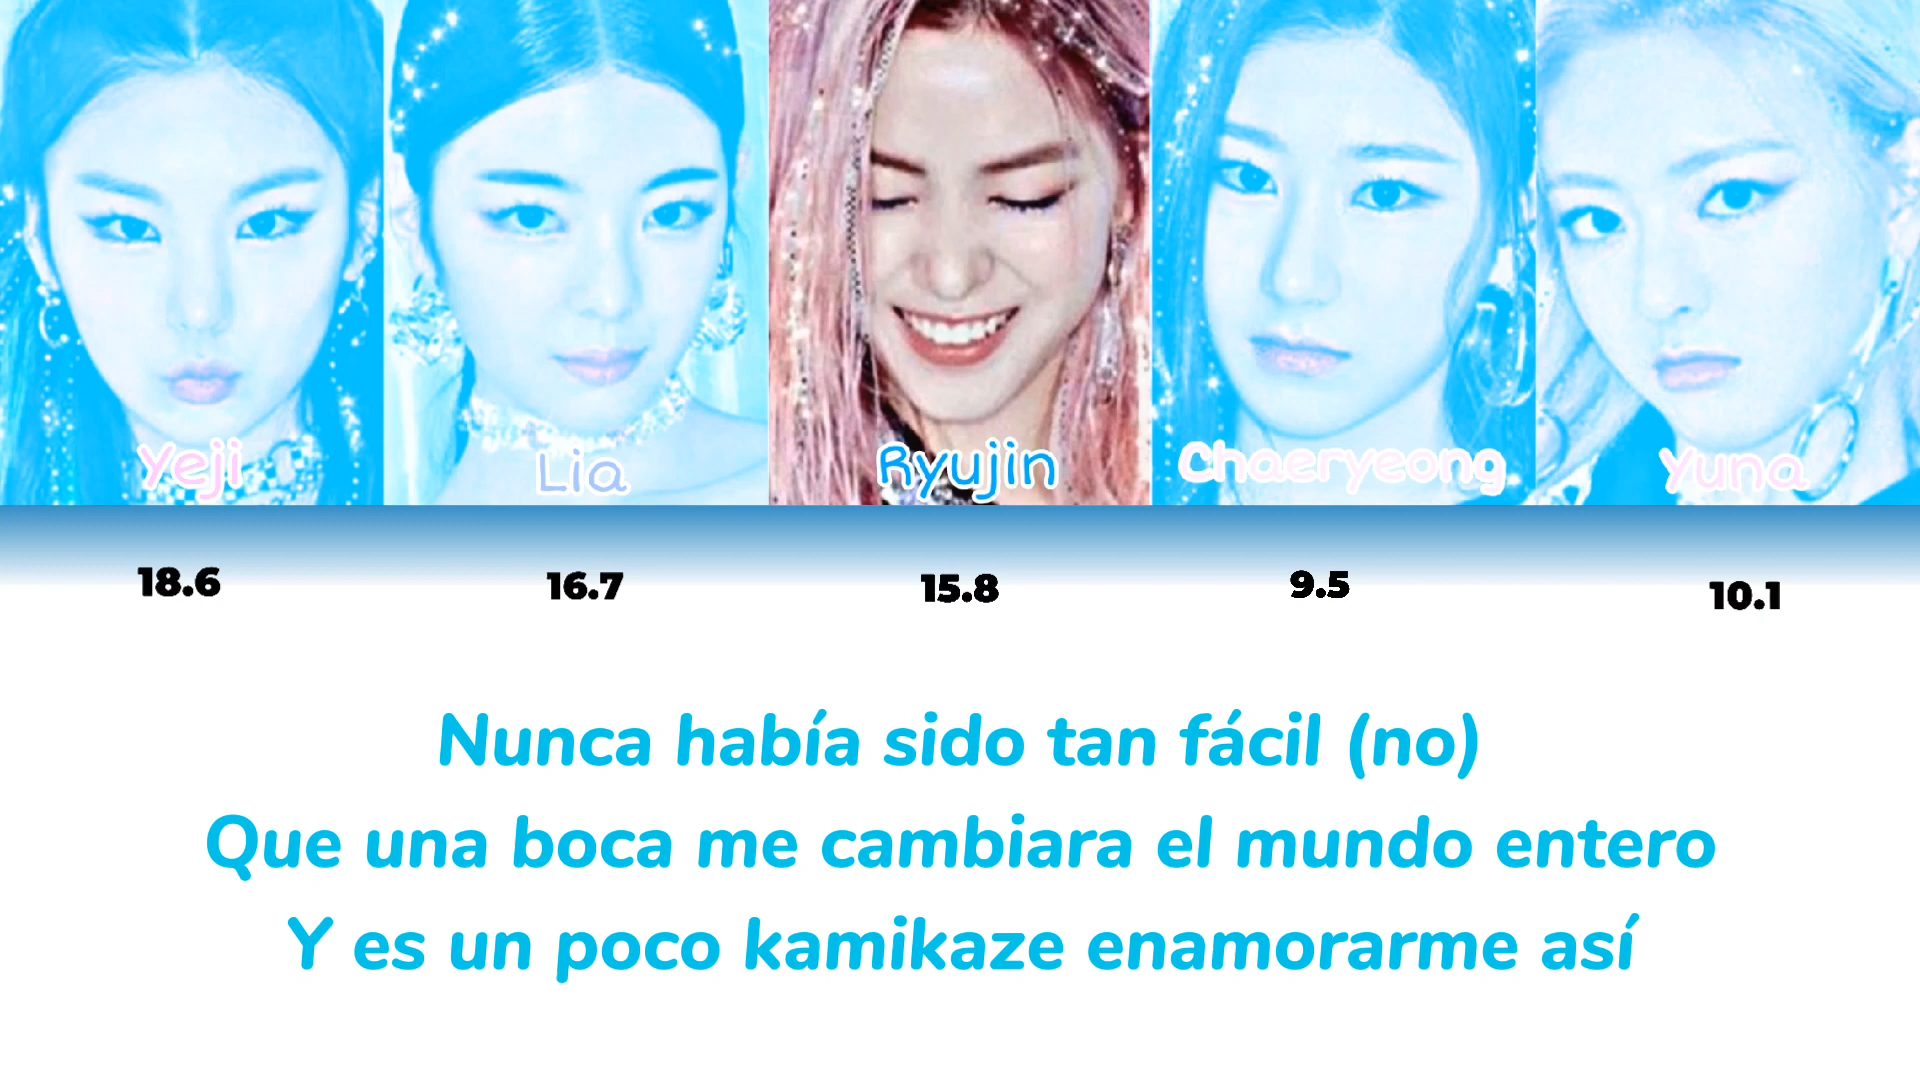 Yeji Lia Ryujin Chaeryeong Yuna
18.6 16.7 15.8 9.5 10.1
Nunca había sido tan fácil (no)
Que una boca me cambiara el mundo entero
Y es un poco kamikaze enamorarme así